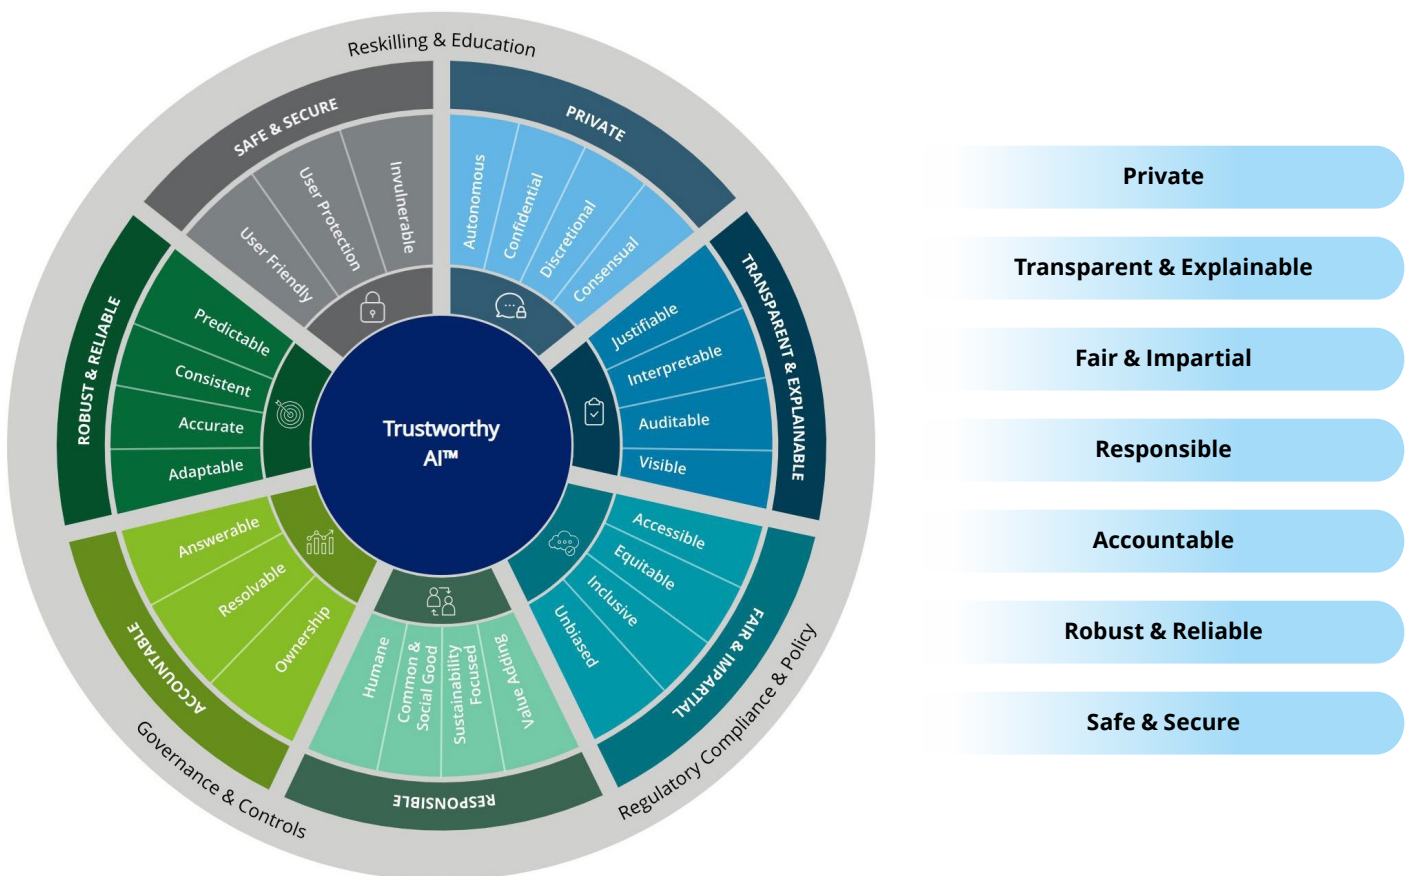 Reskilling & Education
SAFE & SECURE
User Friendly
User Protection
Invulnerable
PRIVATE
Autonomous
Confidential
Discretional
Consensual
TRANSPARENT & EXPLAINABLE
Justifiable
Interpretable
Auditable
Visible
FAIR & IMPARTIAL
Accessible
Equitable
Inclusive
Unbiased
Regulatory Compliance & Policy
RESPONSIBLE
Humane
Common &
Social Good
Sustainability
Focused
Value Adding
ACCOUNTABLE
Answerable
Resolvable
Ownership
Governance & Controls
ROBUST & RELIABLE
Predictable
Consistent
Accurate
Adaptable
Trustworthy
AI™
Private
Transparent & Explainable
Fair & Impartial
Responsible
Accountable
Robust & Reliable
Safe & Secure